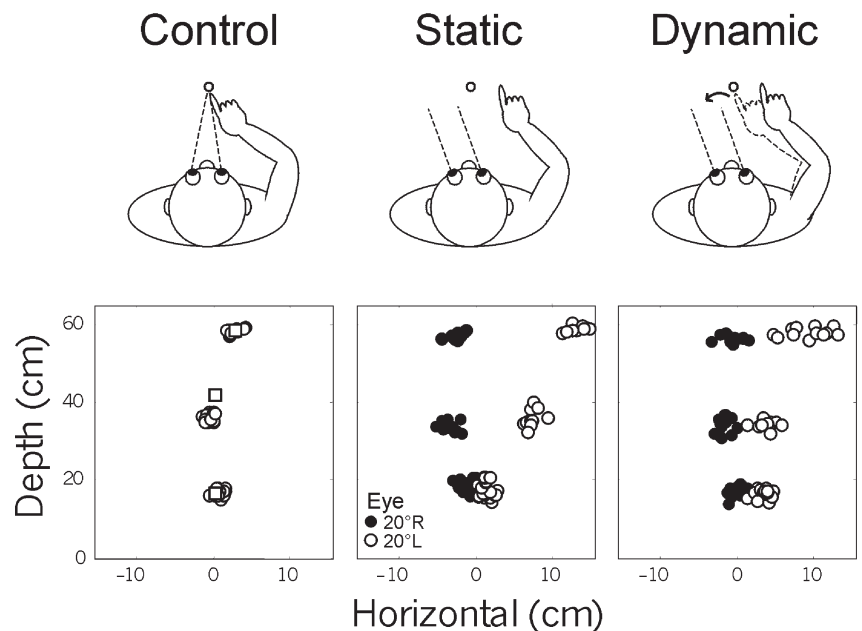 Control Static Dynamic
Depth (cm)
60
40
20
0
Eye
20°R
20°L
-10 0 10 -10 0 10 -10 0 10
Horizontal (cm)